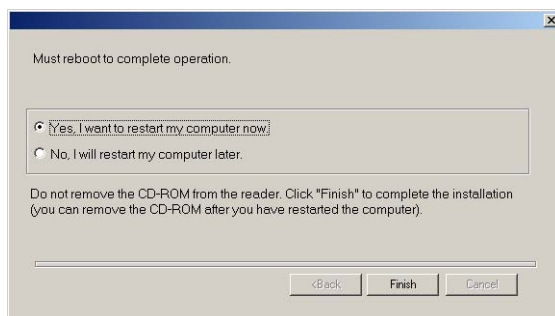 Must reboot to complete operation.
Yes, I want to restart my computer now.
No, I will restart my computer later.
Do not remove the CD-ROM from the reader. Click "Finish" to complete the installation
(you can remove the CD-ROM after you have restarted the computer).
<Back Finish Cancel